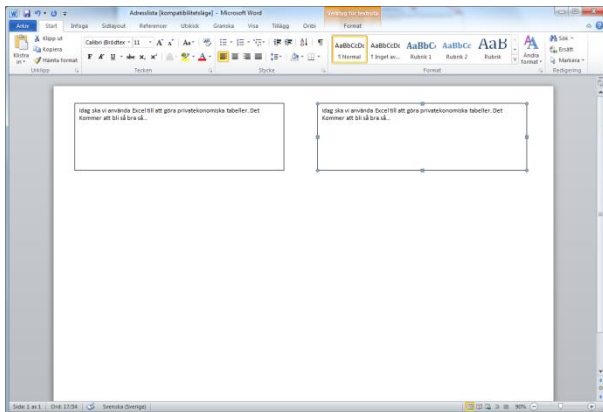 Adresslista [kompatibilitetsläge] - Microsoft Word
Verktyg för textruta
Arkiv Start Infoga Sidlayout Referenser Utskick Granska Visa Tillägg Format
Klistra in
Klipp ut
Kopiera
Hämta format
Urklipp
Calibri (Brödtex 11
F K U abe x, x²
Tecken
Stycke
AaBbCcDc AaBbCcDc AaBbC AaBbCc AaB
¶ Normal ¶ Inget av... Rubrik 1 Rubrik 2 Rubrik
Ändra format
Format
Sök
Ersätt
Markera
Redigering
Idag ska vi använda Excel till att göra privatekonomiska tabeller. Det
Kommer att bli så bra så...
Idag ska vi använda Excel till att göra privatekonomiska tabeller. Det
Kommer att bli så bra så...
Sida: 1 av 1 Ord: 17/34 Svenska (Sverige) 90%